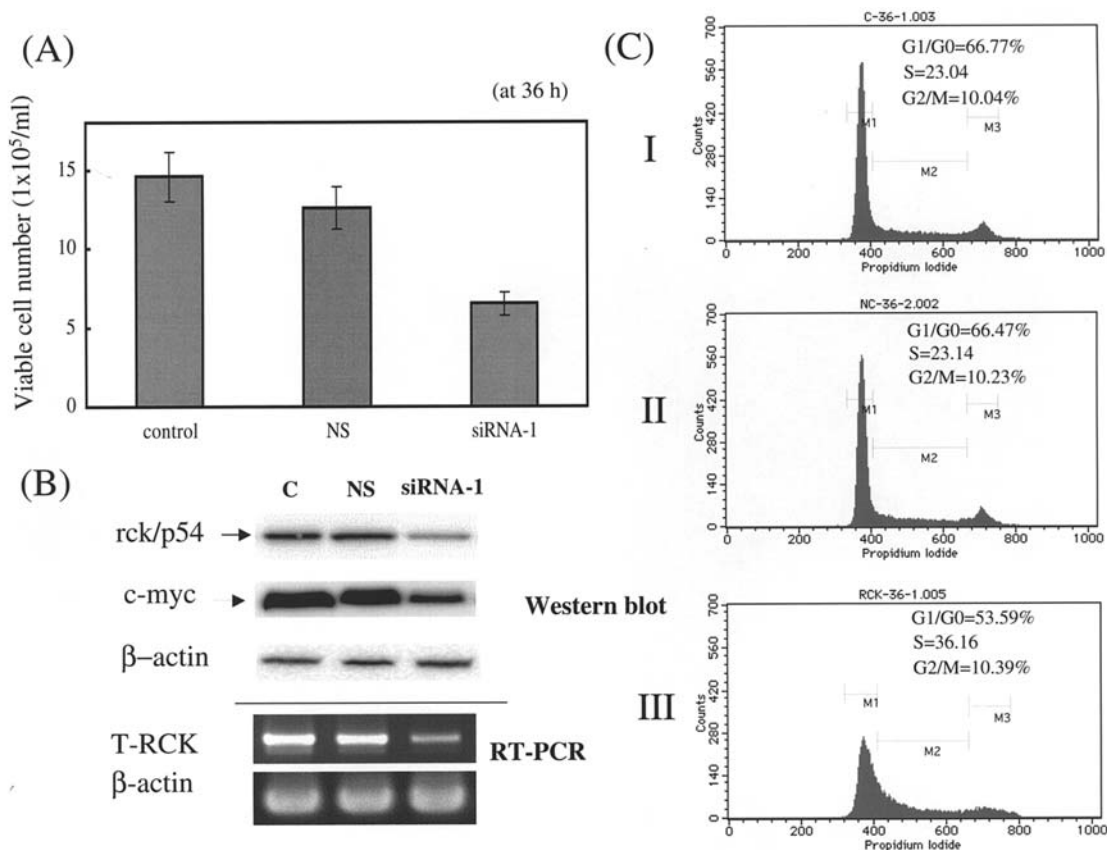 (A)
(at 36 h)
Viable cell number (1x10⁵/ml)
15
10
5
0
control NS siRNA-1
(B)
C NS siRNA-1
rck/p54
c-myc
β–actin
Western blot
T-RCK
β-actin
RT-PCR
(C)
I
C-36-1.003
G1/G0=66.77%
S=23.04
G2/M=10.04%
M1
M2
M3
Counts
700
560
420
280
140
0
0 200 400 600 800 1000
Propidium Iodide
II
NC-36-2.002
G1/G0=66.47%
S=23.14
G2/M=10.23%
M1
M2
M3
Counts
700
560
420
280
140
0
0 200 400 600 800 1000
Propidium Iodide
III
RCK-36-1.005
G1/G0=53.59%
S=36.16
G2/M=10.39%
M1
M2
M3
Counts
700
560
420
280
140
0
0 200 400 600 800 1000
Propidium Iodide